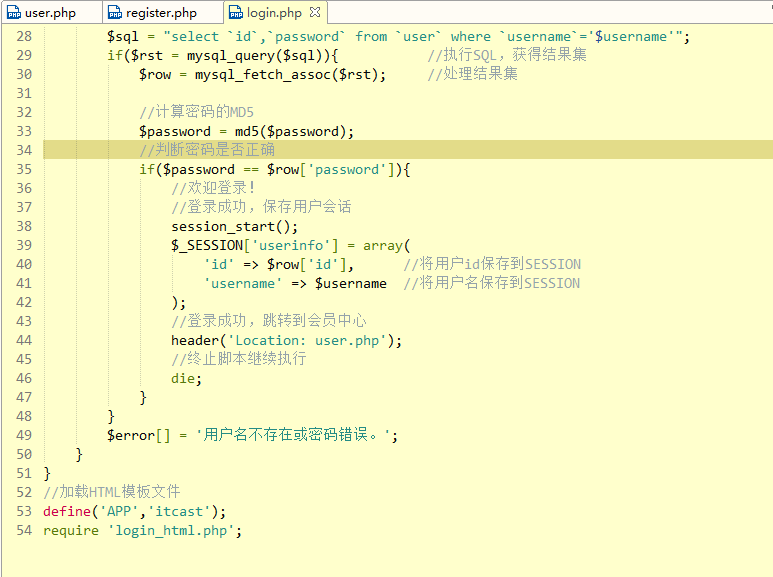 user.php register.php login.php
28 $sql = "select `id`,`password` from `user` where `username`='$username'";
29 if($rst = mysql_query($sql)){ //执行SQL，获得结果集
30 $row = mysql_fetch_assoc($rst); //处理结果集
31
32 //计算密码的MD5
33 $password = md5($password);
34 //判断密码是否正确
35 if($password == $row['password']){
36 //欢迎登录！
37 //登录成功，保存用户会话
38 session_start();
39 $_SESSION['userinfo'] = array(
40 'id' => $row['id'], //将用户id保存到SESSION
41 'username' => $username //将用户名保存到SESSION
42 );
43 //登录成功，跳转到会员中心
44 header('Location: user.php');
45 //终止脚本继续执行
46 die;
47 }
48 }
49 $error[] = '用户名不存在或密码错误。';
50 }
51 }
52 //加载HTML模板文件
53 define('APP','itcast');
54 require 'login_html.php';